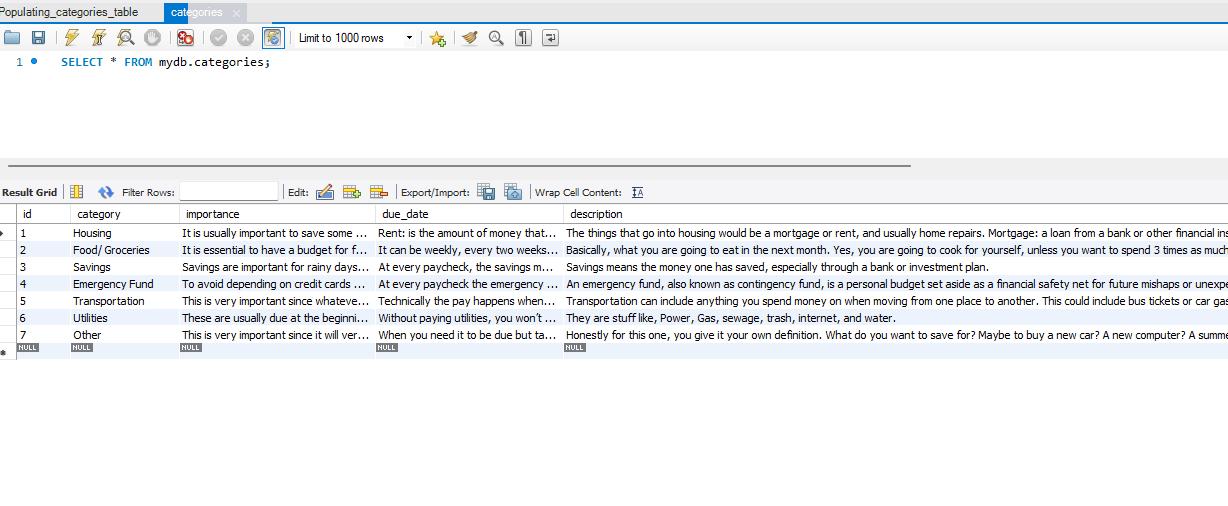 Populating_categories_table categories
Limit to 1000 rows
1 SELECT * FROM mydb.categories;
Result Grid Filter Rows: Edit: Export/Import: Wrap Cell Content:
id category importance due_date description
1 Housing It is usually important to save some ... Rent: is the amount of money that... The things that go into housing would be a mortgage or rent, and usually home repairs. Mortgage: a loan from a bank or other financial ins
2 Food/ Groceries It is essential to have a budget for f... It can be weekly, every two weeks... Basically, what you are going to eat in the next month. Yes, you are going to cook for yourself, unless you want to spend 3 times as much
3 Savings Savings are important for rainy days... At every paycheck, the savings m... Savings means the money one has saved, especially through a bank or investment plan.
4 Emergency Fund To avoid depending on credit cards ... At every paycheck the emergency ... An emergency fund, also known as contingency fund, is a personal budget set aside as a financial safety net for future mishaps or unexpe
5 Transportation This is very important since whateve... Technically the pay happens when... Transportation can include anything you spend money on when moving from one place to another. This could include bus tickets or car gas
6 Utilities These are usually due at the beginni... Without paying utilities, you won't ... They are stuff like, Power, Gas, sewage, trash, internet, and water.
7 Other This is very important since it will ver... When you need it to be due but ta... Honestly for this one, you give it your own definition. What do you want to save for? Maybe to buy a new car? A new computer? A summe
NULL NULL NULL NULL NULL